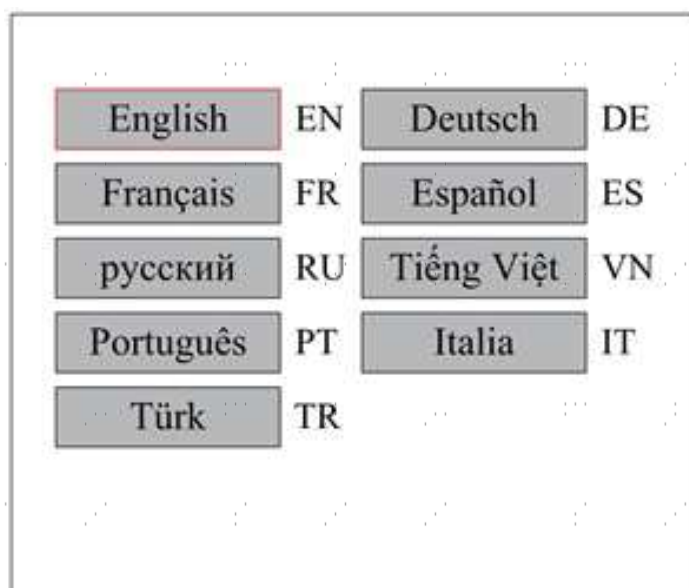 English EN Deutsch DE
Français FR Español ES
русский RU Tiếng Việt VN
Português PT Italia IT
Türk TR